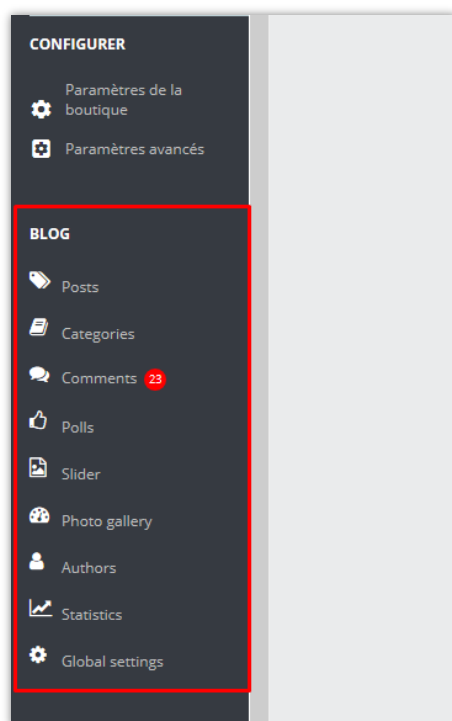 CONFIGURER
Paramètres de la
boutique
Paramètres avancés
BLOG
Posts
Categories
Comments 23
Polls
Slider
Photo gallery
Authors
Statistics
Global settings